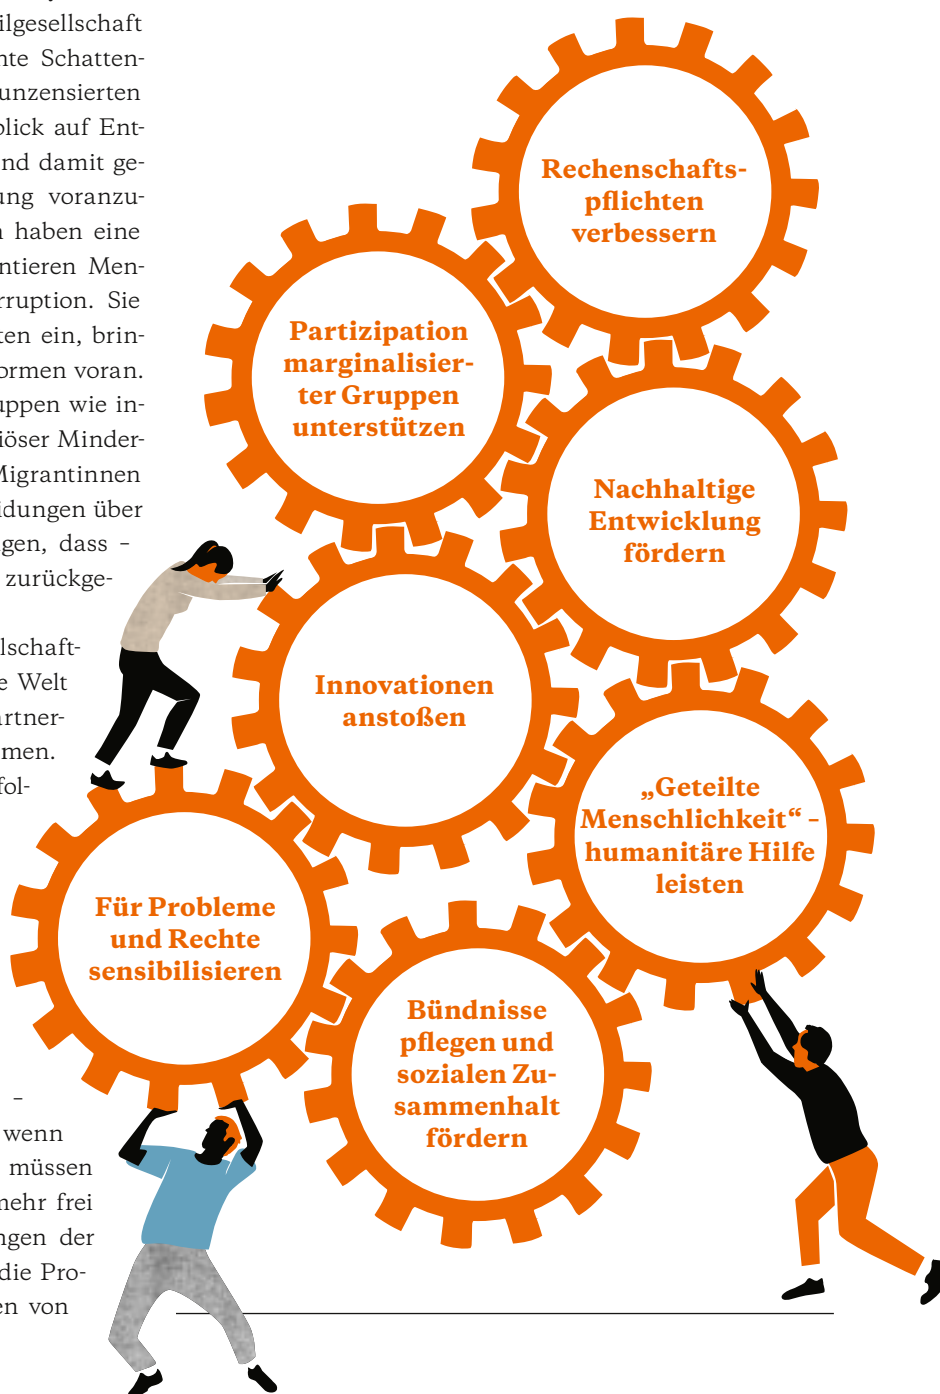 ilgesellschaft
nte Schatten-
unzensierten
blick auf Ent-
nd damit ge-
ung voranzu-
n haben eine
ntieren Men-
rruption. Sie
ten ein, brin-
ormen voran.
uppen wie in-
iöser Minder-
Migrantinnen
idungen über
gen, dass –
zurückge-
lschaft-
e Welt
artner-
men.
fol-
–
wenn
müssen
mehr frei
ngen der
die Pro-
en von
Rechenschafts-
pflichten
verbessern
Partizipation
marginalisier-
ter Gruppen
unterstützen
Nachhaltige
Entwicklung
fördern
Innovationen
anstoßen
„Geteilte
Menschlichkeit“ –
humanitäre Hilfe
leisten
Für Probleme
und Rechte
sensibilisieren
Bündnisse
pflegen und
sozialen Zu-
sammenhalt
fördern